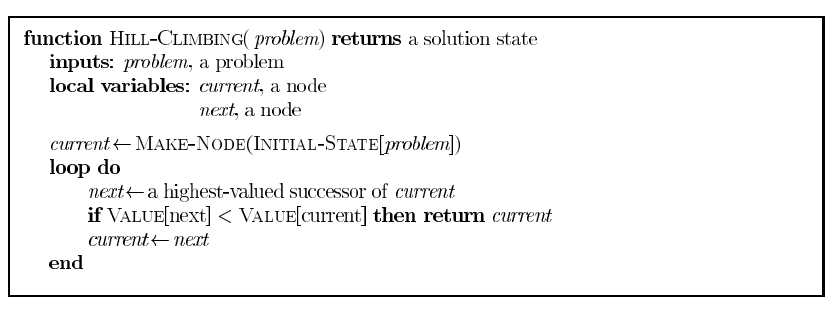 function HILL-CLIMBING( problem) returns a solution state
inputs: problem, a problem
local variables: current, a node
next, a node
current ← MAKE-NODE(INITIAL-STATE[problem])
loop do
next ← a highest-valued successor of current
if VALUE[next] < VALUE[current] then return current
current ← next
end